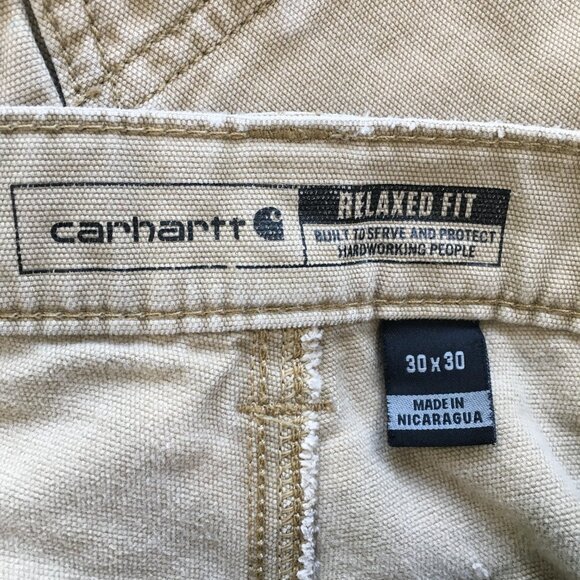 carhartt
RELAXED FIT
BUILT TO SERVE AND PROTECT
HARDWORKING PEOPLE
30 x 30
MADE IN
NICARAGUA